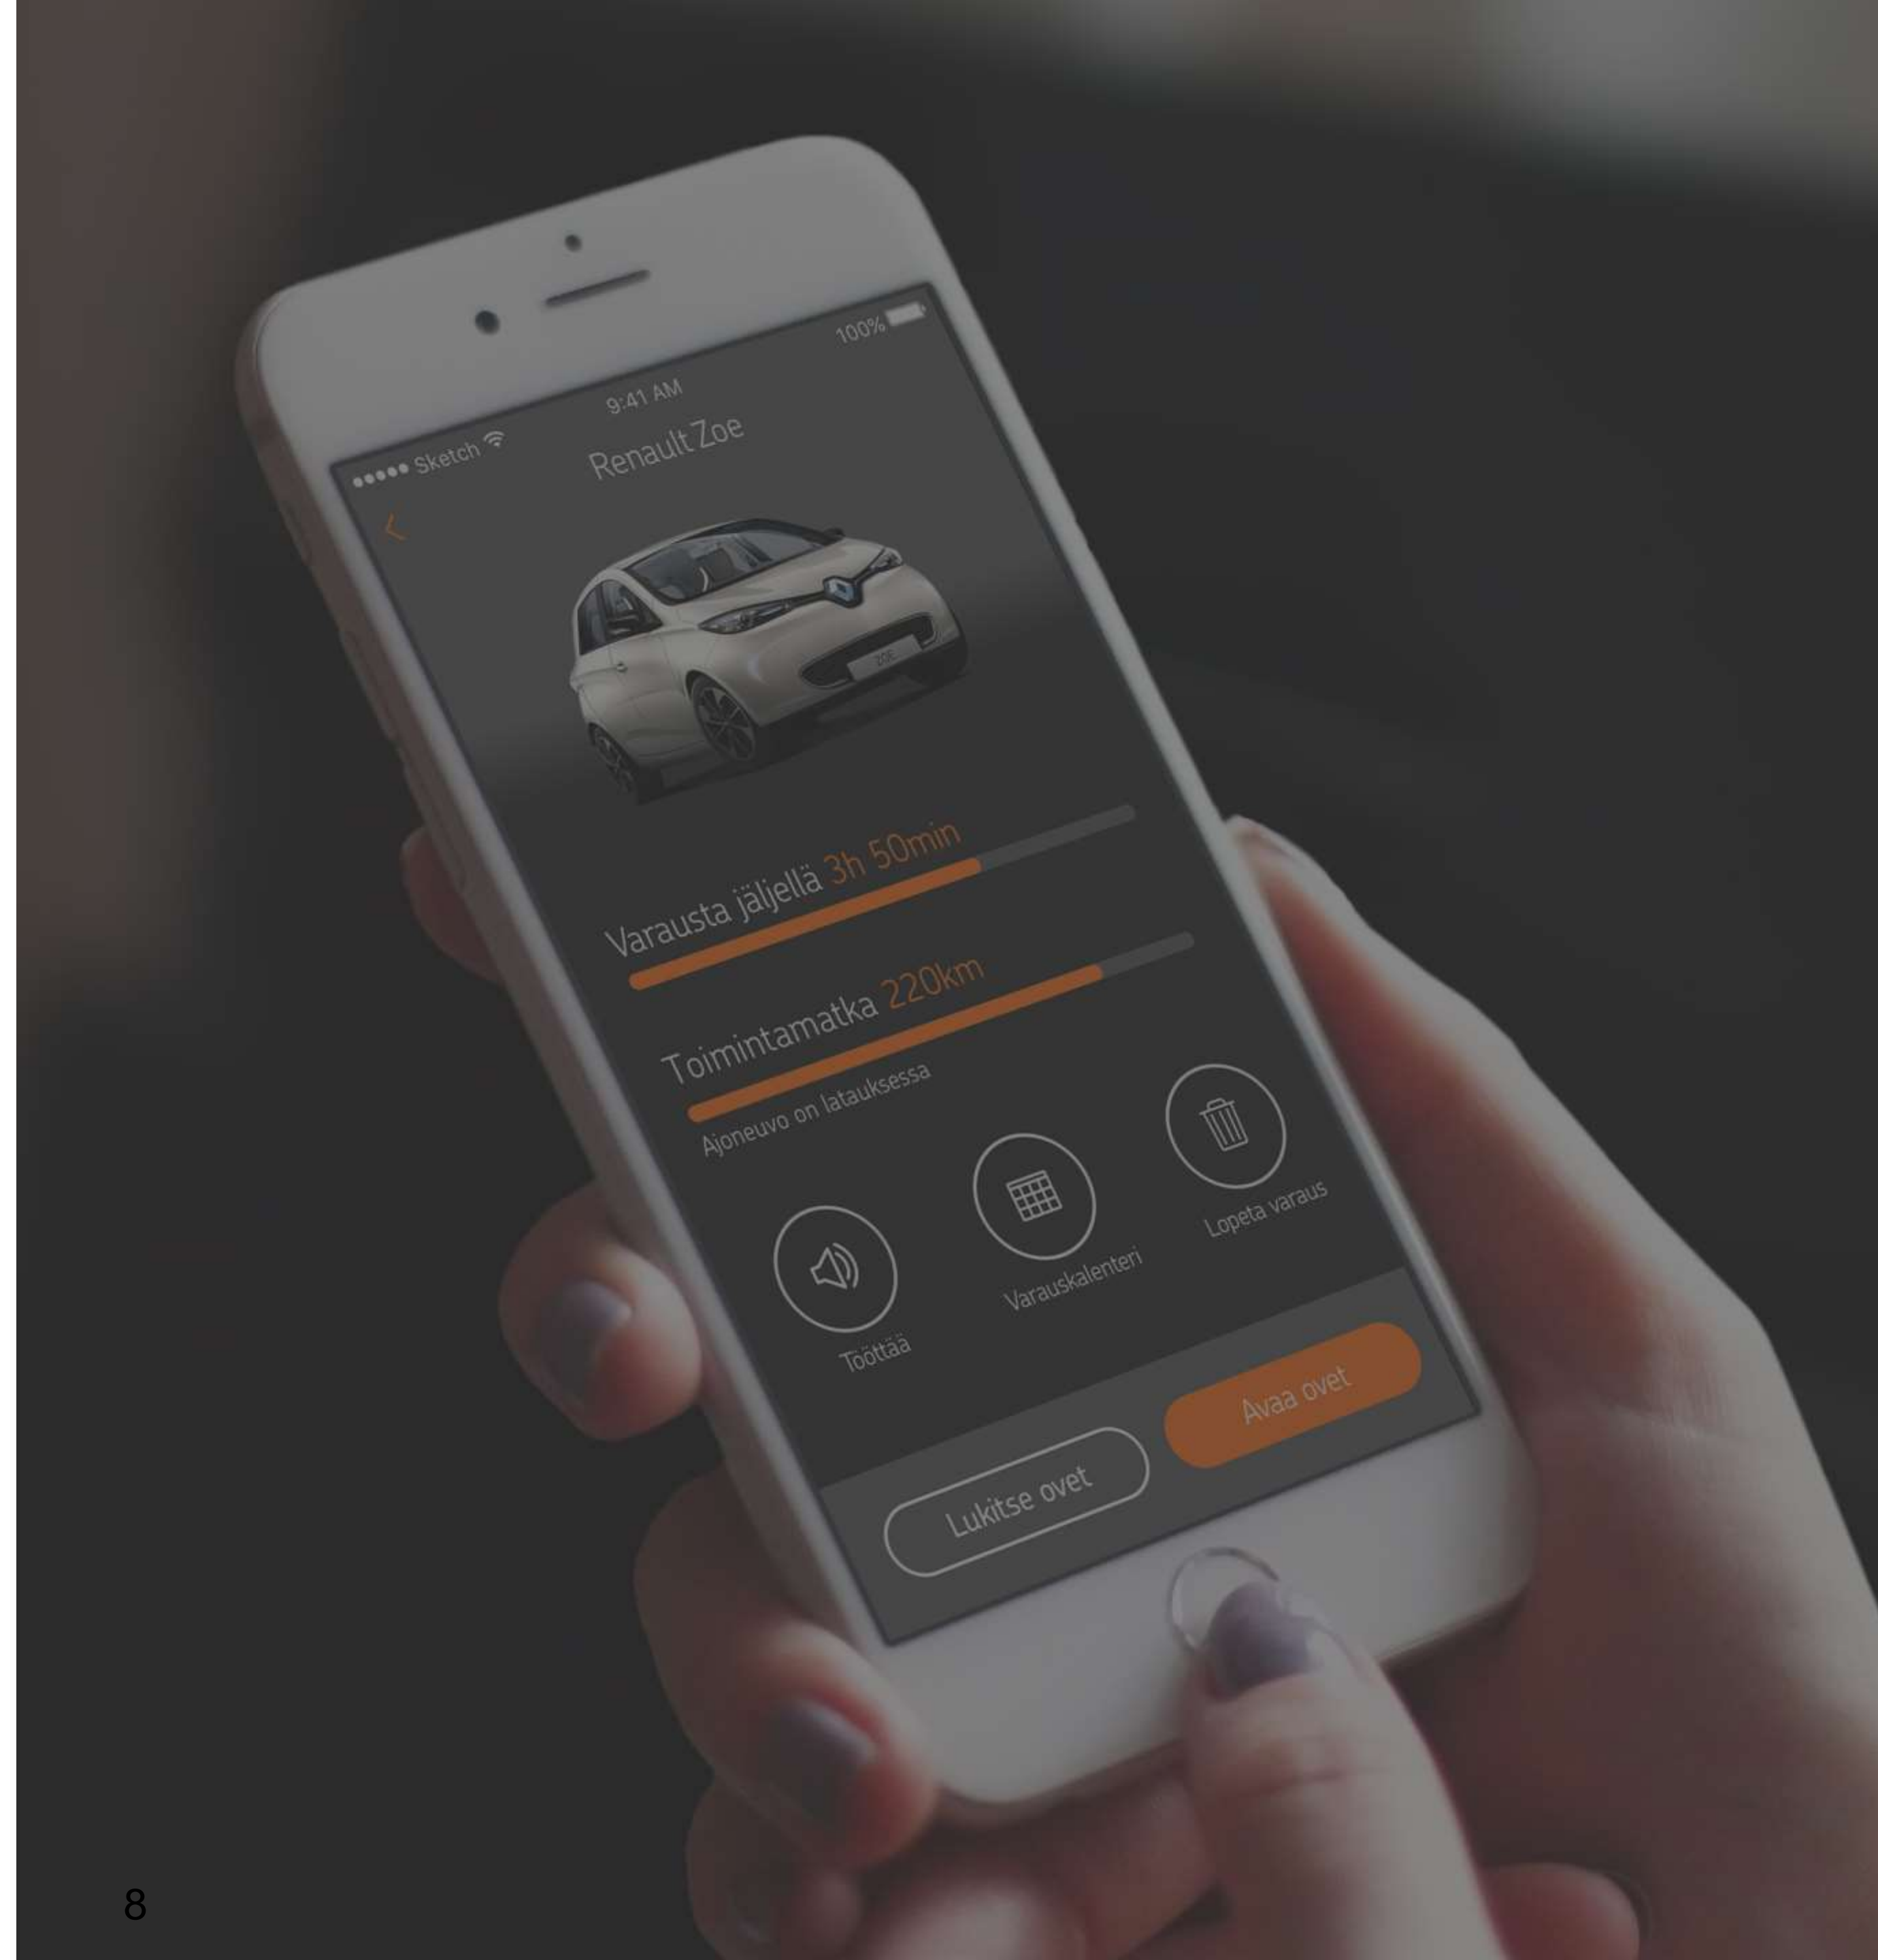 100%
9:41 AM
Sketch
Renault Zoe
ZOE
Varausta jäljellä 3h 50min
Toimintamatka 220km
Ajoneuvo on latauksessa
Lopeta varaus
Varauskalenteri
Tööttää
Avaa ovet
Lukitse ovet
8